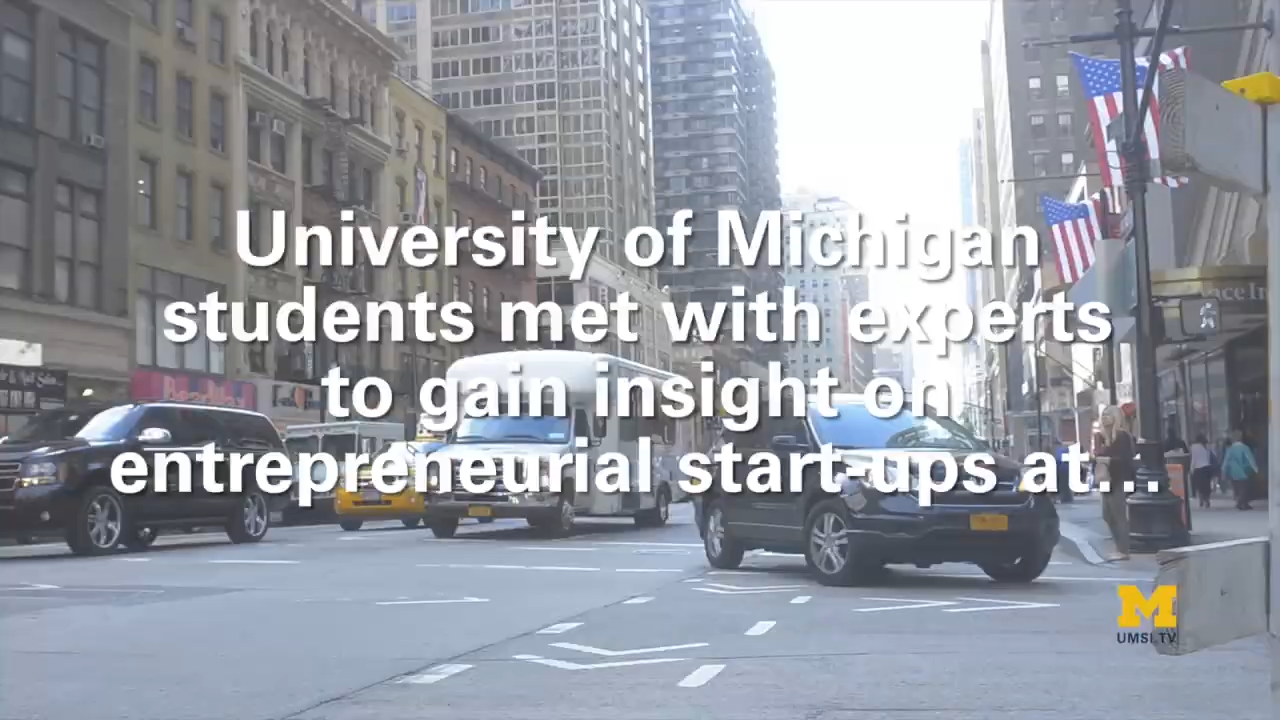 University of Michigan
students met with experts
to gain insight on
entrepreneurial start-ups at...
M
UMSI.TV